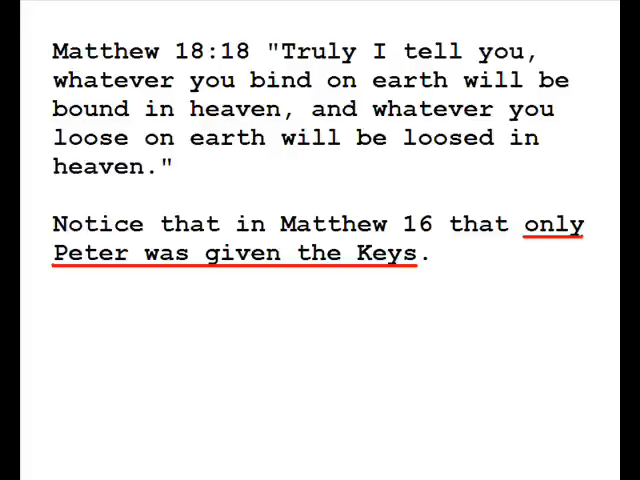 Matthew 18:18 "Truly I tell you,
whatever you bind on earth will be
bound in heaven, and whatever you
loose on earth will be loosed in
heaven."
Notice that in Matthew 16 that only
Peter was given the Keys.